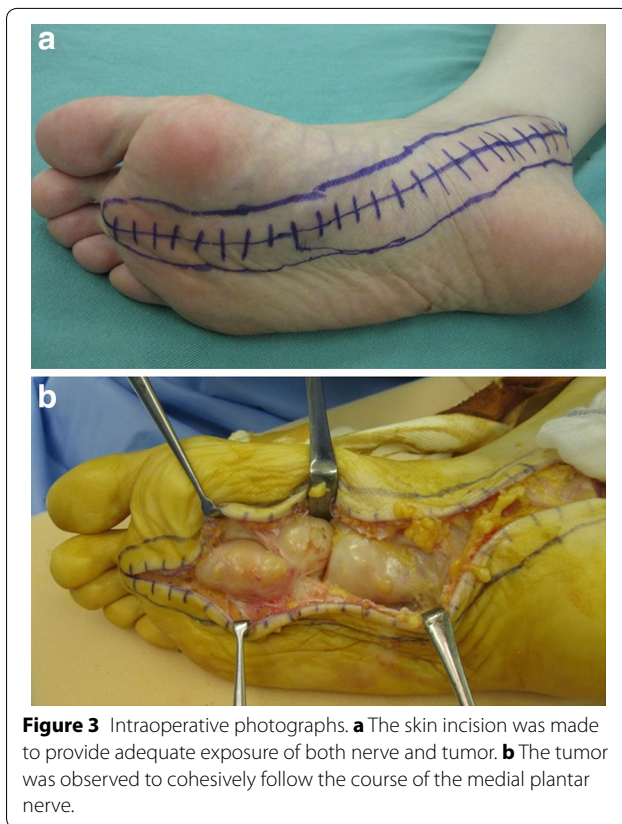 a
b
Figure 3 Intraoperative photographs. a The skin incision was made
to provide adequate exposure of both nerve and tumor. b The tumor
was observed to cohesively follow the course of the medial plantar
nerve.